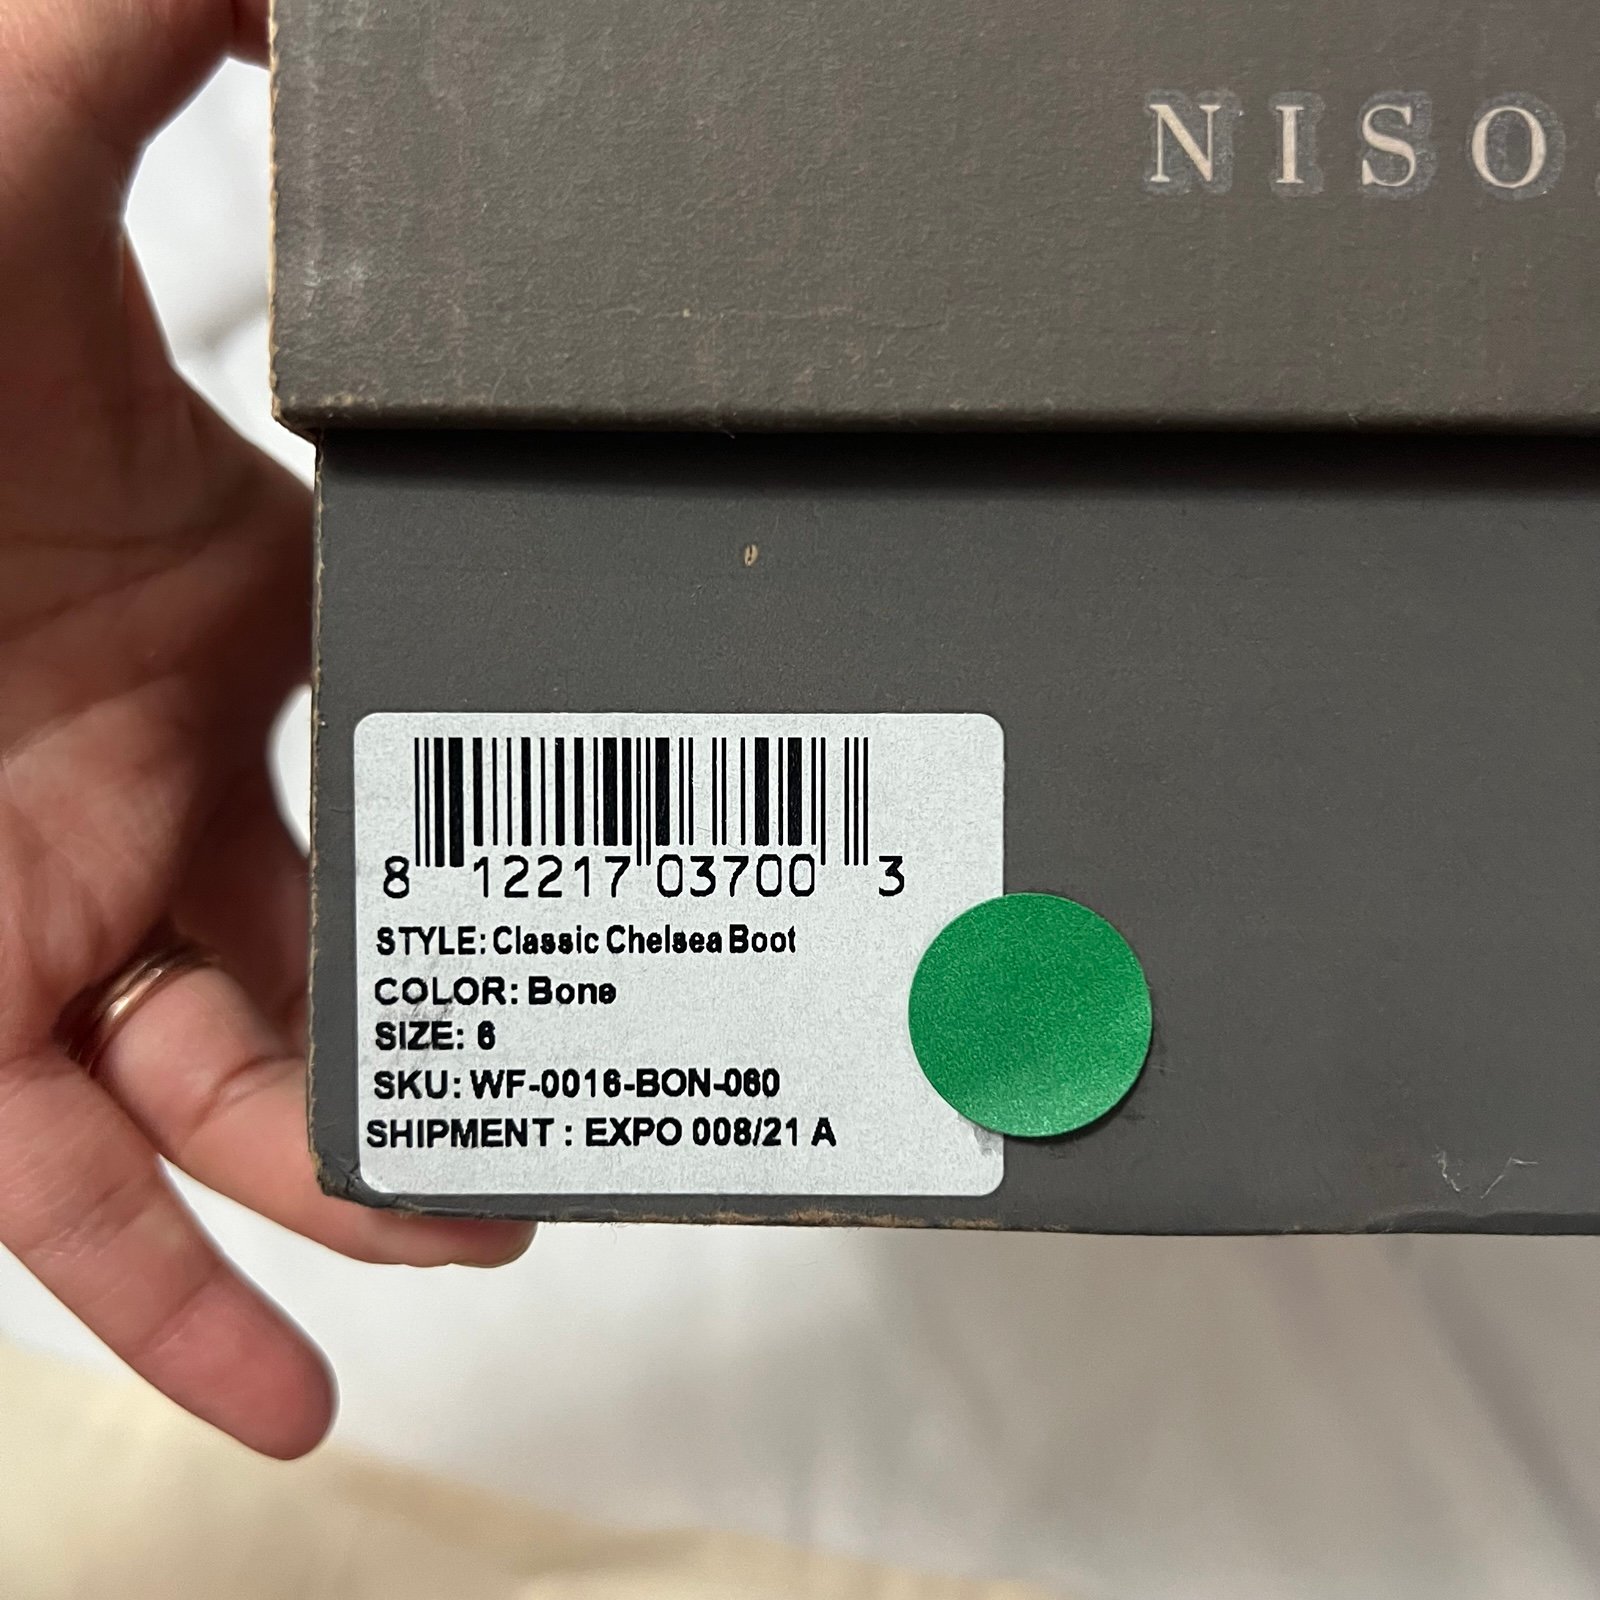 NISO
8 12217 03700 3
STYLE: Classic Chelsea Boot
COLOR: Bone
SIZE: 6
SKU: WF-0016-BON-060
SHIPMENT : EXPO 008/21 A